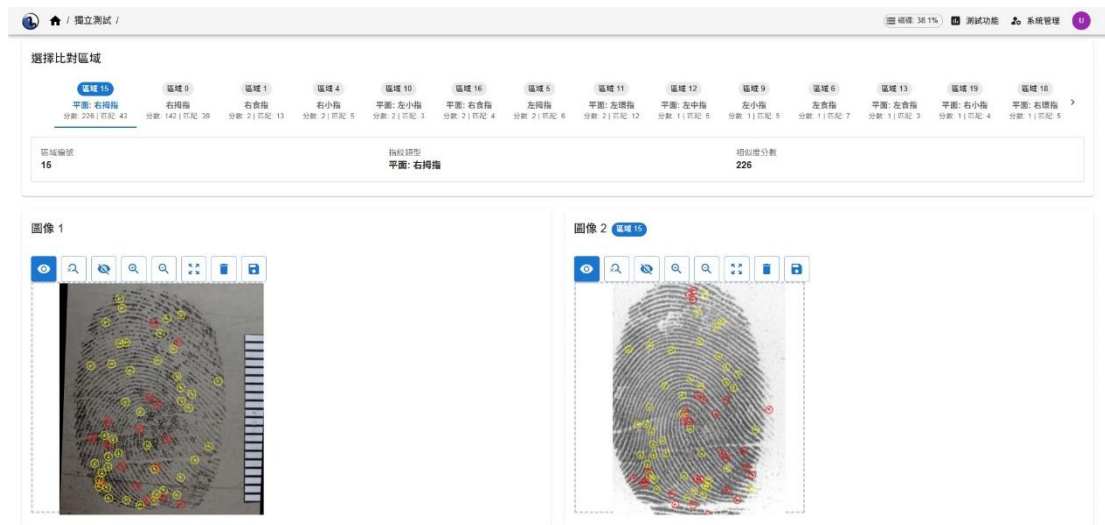 / 獨立測試 /
磁碟: 38.1%
測試功能
系統管理
U
選擇比對區域
區域 15 區域 0 區域 1 區域 4 區域 10 區域 16 區域 5 區域 11 區域 12 區域 9 區域 6 區域 13 區域 19 區域 18
平面: 右拇指 右拇指 右食指 右小指 平面: 左小指 平面: 右食指 左拇指 平面: 左環指 平面: 左中指 左小指 左食指 平面: 左食指 平面: 右小指 平面: 右環指
分數: 226 | 匹配: 43 分數: 142 | 匹配: 39 分數: 2 | 匹配: 13 分數: 2 | 匹配: 5 分數: 2 | 匹配: 3 分數: 2 | 匹配: 4 分數: 2 | 匹配: 6 分數: 2 | 匹配: 12 分數: 1 | 匹配: 5 分數: 1 | 匹配: 5 分數: 1 | 匹配: 7 分數: 1 | 匹配: 3 分數: 1 | 匹配: 4 分數: 1 | 匹配: 5
區域編號 指紋類型 相似度分數
15 平面: 右拇指 226
圖像 1
圖像 2 區域 15